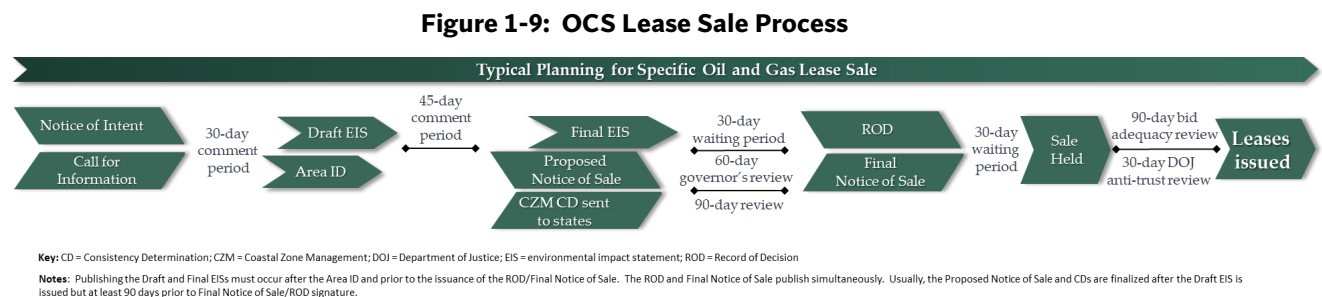 Figure 1-9: OCS Lease Sale Process
Typical Planning for Specific Oil and Gas Lease Sale
Notice of Intent
Call for
Information
30-day
comment
period
Draft EIS
Area ID
45-day
comment
period
Final EIS
Proposed
Notice of Sale
CZM CD sent
to states
30-day
waiting period
60-day
governor's review
90-day review
ROD
Final
Notice of Sale
30-day
waiting
period
Sale
Held
90-day bid
adequacy review
30-day DOJ
anti-trust review
Leases
issued
Key: CD = Consistency Determination; CZM = Coastal Zone Management; DOJ = Department of Justice; EIS = environmental impact statement; ROD = Record of Decision
Notes: Publishing the Draft and Final EISs must occur after the Area ID and prior to the issuance of the ROD/Final Notice of Sale. The ROD and Final Notice of Sale publish simultaneously. Usually, the Proposed Notice of Sale and CDs are finalized after the Draft EIS is
issued but at least 90 days prior to Final Notice of Sale/ROD signature.